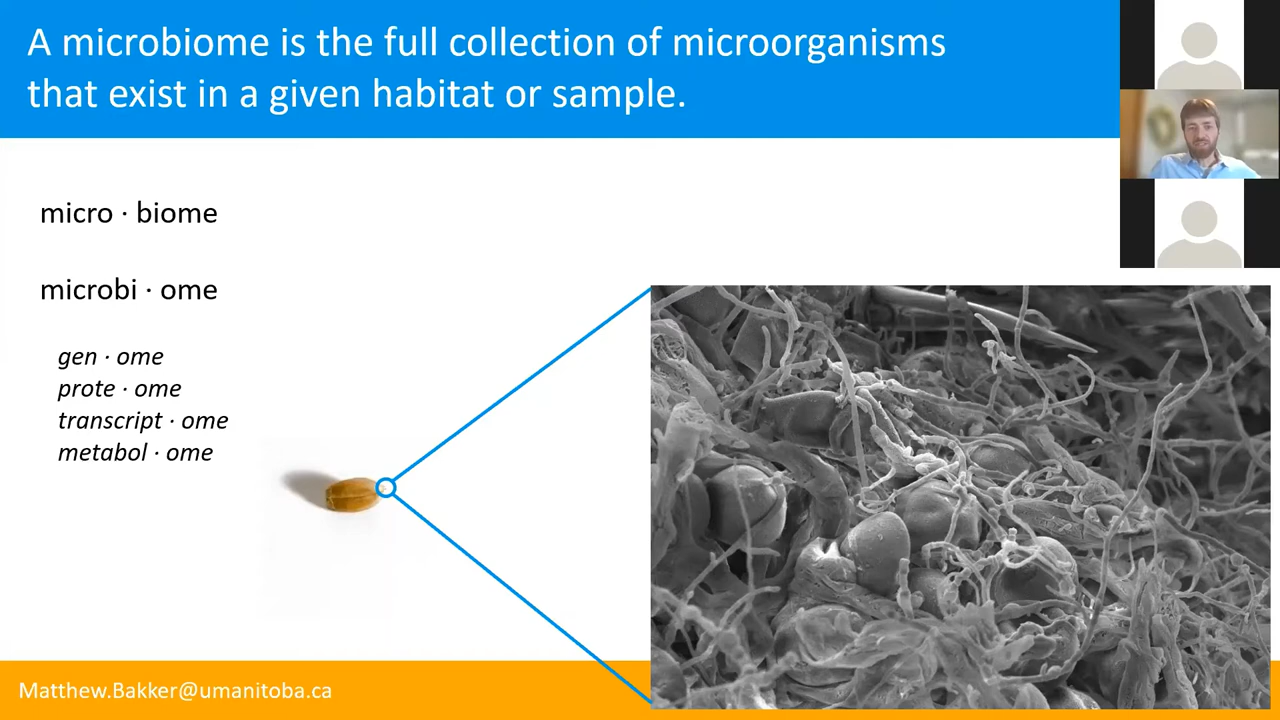 A microbiome is the full collection of microorganisms
that exist in a given habitat or sample.
micro · biome
microbi · ome
gen · ome
prote · ome
transcript · ome
metabol · ome
Matthew.Bakker@umanitoba.ca